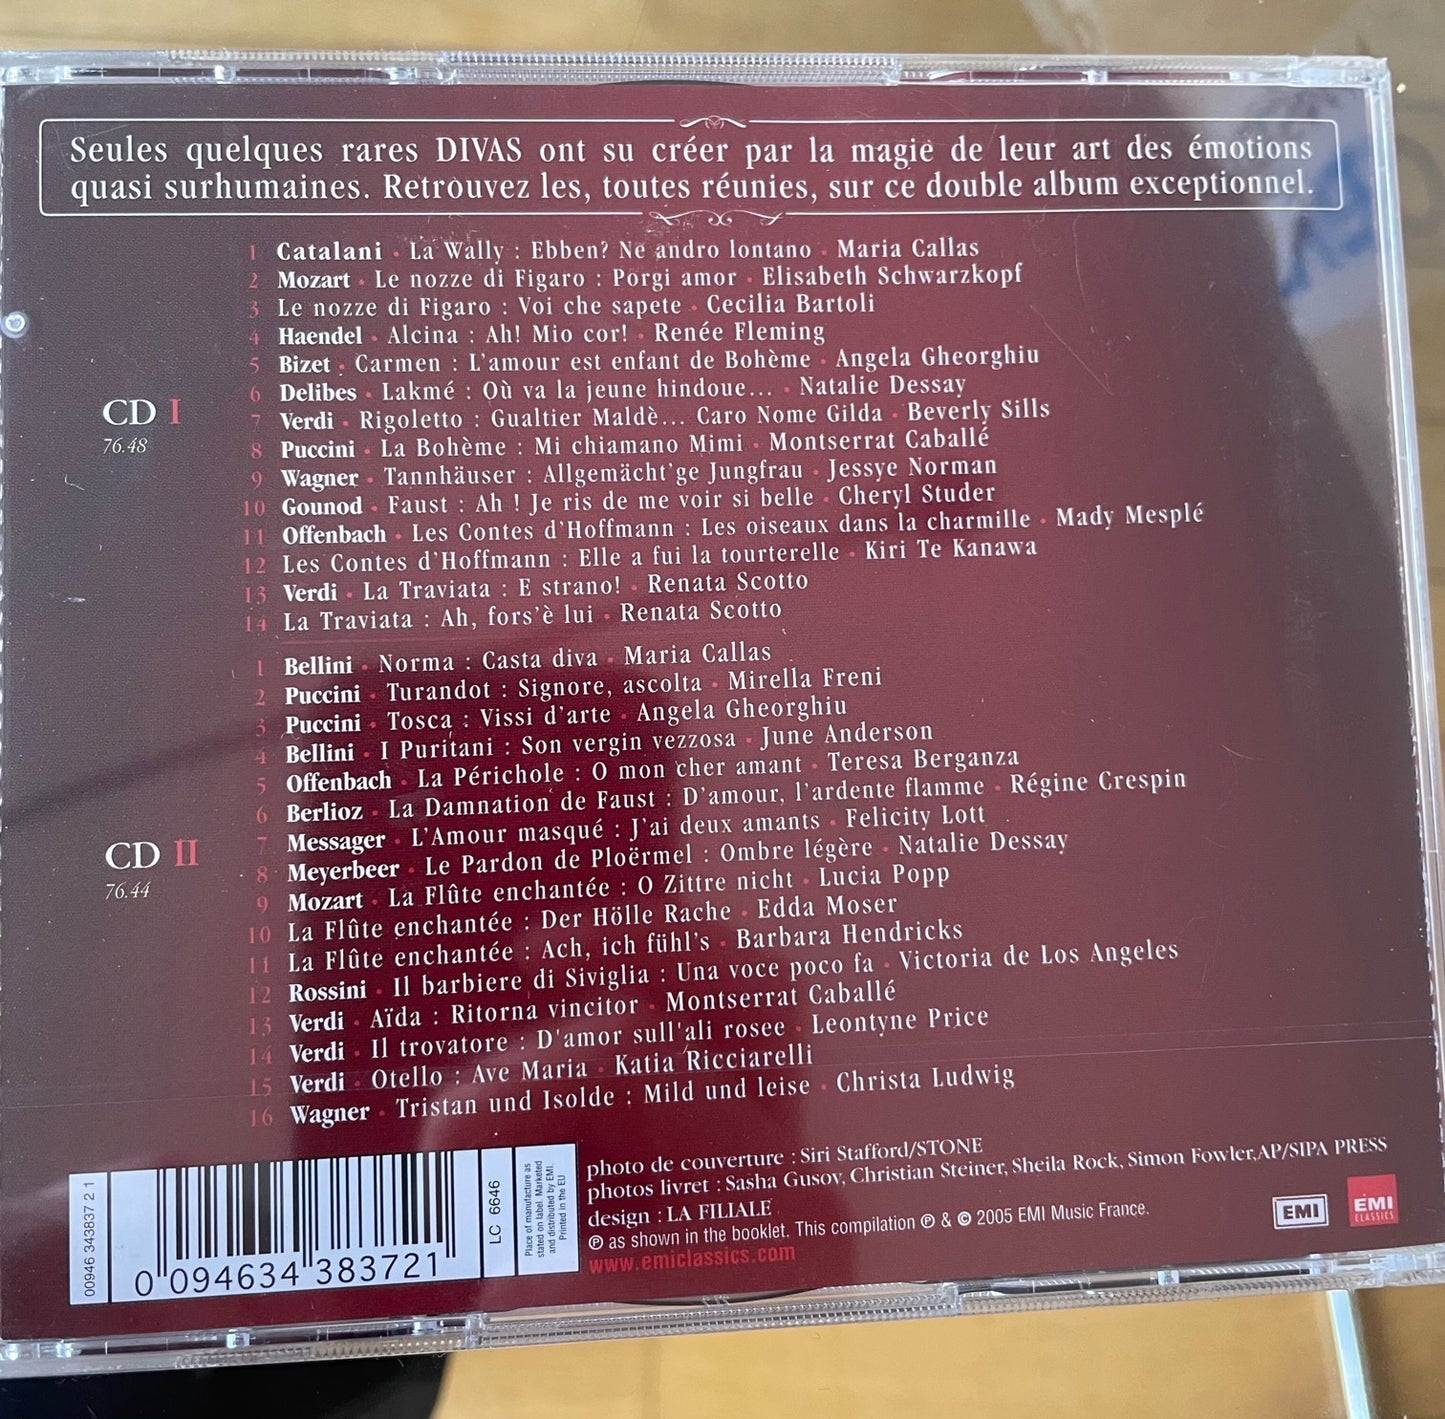 Seules quelques rares DIVAS ont su créer par la magie de leur art des émotions
quasi surhumaines. Retrouvez les, toutes réunies, sur ce double album exceptionnel.
CD I
76.48
1 Catalani · La Wally : Ebben? Ne andro lontano · Maria Callas
2 Mozart · Le nozze di Figaro : Porgi amor · Elisabeth Schwarzkopf
3 Le nozze di Figaro : Voi che sapete · Cecilia Bartoli
4 Haendel · Alcina : Ah! Mio cor! · Renée Fleming
5 Bizet · Carmen : L'amour est enfant de Bohème · Angela Gheorghiu
6 Delibes · Lakmé : Où va la jeune hindoue... · Natalie Dessay
7 Verdi · Rigoletto : Gualtier Maldè... Caro Nome Gilda · Beverly Sills
8 Puccini · La Bohème : Mi chiamano Mimi · Montserrat Caballé
9 Wagner · Tannhäuser : Allgemächt'ge Jungfrau · Jessye Norman
10 Gounod · Faust : Ah ! Je ris de me voir si belle · Cheryl Studer
11 Offenbach · Les Contes d'Hoffmann : Les oiseaux dans la charmille · Mady Mesplé
12 Les Contes d'Hoffmann : Elle a fui la tourterelle · Kiri Te Kanawa
13 Verdi · La Traviata : E strano! · Renata Scotto
14 La Traviata : Ah, fors'è lui · Renata Scotto
CD II
76.44
1 Bellini · Norma : Casta diva · Maria Callas
2 Puccini · Turandot : Signore, ascolta · Mirella Freni
3 Puccini · Tosca : Vissi d'arte · Angela Gheorghiu
4 Bellini · I Puritani : Son vergin vezzosa · June Anderson
5 Offenbach · La Périchole : O mon cher amant · Teresa Berganza
6 Berlioz · La Damnation de Faust : D'amour, l'ardente flamme · Régine Crespin
7 Messager · L'Amour masqué : J'ai deux amants · Felicity Lott
8 Meyerbeer · Le Pardon de Ploërmel : Ombre légère · Natalie Dessay
9 Mozart · La Flûte enchantée : O Zittre nicht · Lucia Popp
10 La Flûte enchantée : Der Hölle Rache · Edda Moser
11 La Flûte enchantée : Ach, ich fühl's · Barbara Hendricks
12 Rossini · Il barbiere di Siviglia : Una voce poco fa · Victoria de Los Angeles
13 Verdi · Aïda : Ritorna vincitor · Montserrat Caballé
14 Verdi · Il trovatore : D'amor sull'ali rosee · Leontyne Price
15 Verdi · Otello : Ave Maria · Katia Ricciarelli
16 Wagner · Tristan und Isolde : Mild und leise · Christa Ludwig
00946 343837 2 1
0 094634 383721
LC 6646
Place of manufacture as
stated on label. Marketed
and distributed by EMI.
Printed in the EU
photo de couverture : Siri Stafford/STONE
photos livret : Sasha Gusov, Christian Steiner, Sheila Rock, Simon Fowler, AP/SIPA PRESS
design : LA FILIALE
℗ as shown in the booklet. This compilation ℗ & © 2005 EMI Music France.
www.emiclassics.com
EMI
EMI
CLASSICS